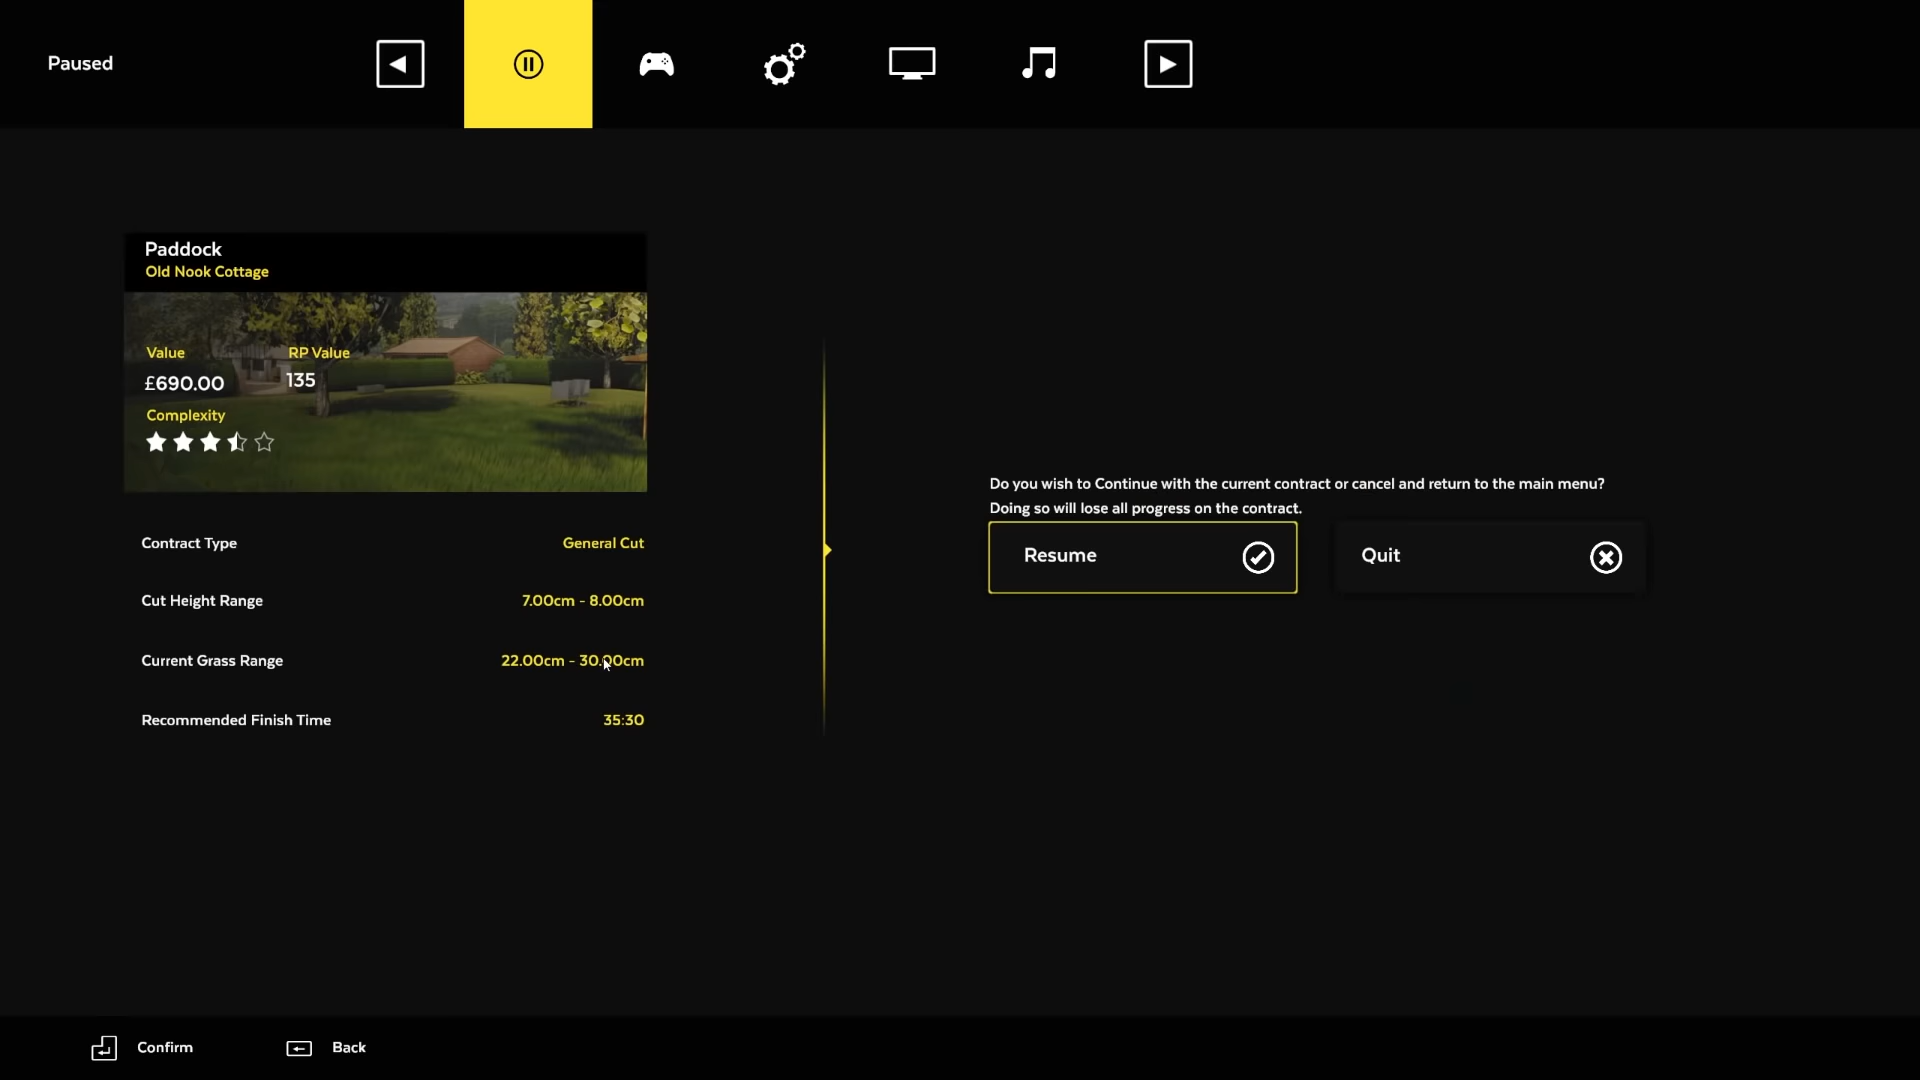 Paused
Paddock
Old Nook Cottage
Value
RP Value
£690.00
135
Complexity
Contract Type
General Cut
Cut Height Range
7.00cm - 8.00cm
Current Grass Range
22.00cm - 30.00cm
Recommended Finish Time
35:30
Do you wish to Continue with the current contract or cancel and return to the main menu?
Doing so will lose all progress on the contract.
Resume
Quit
Confirm
Back